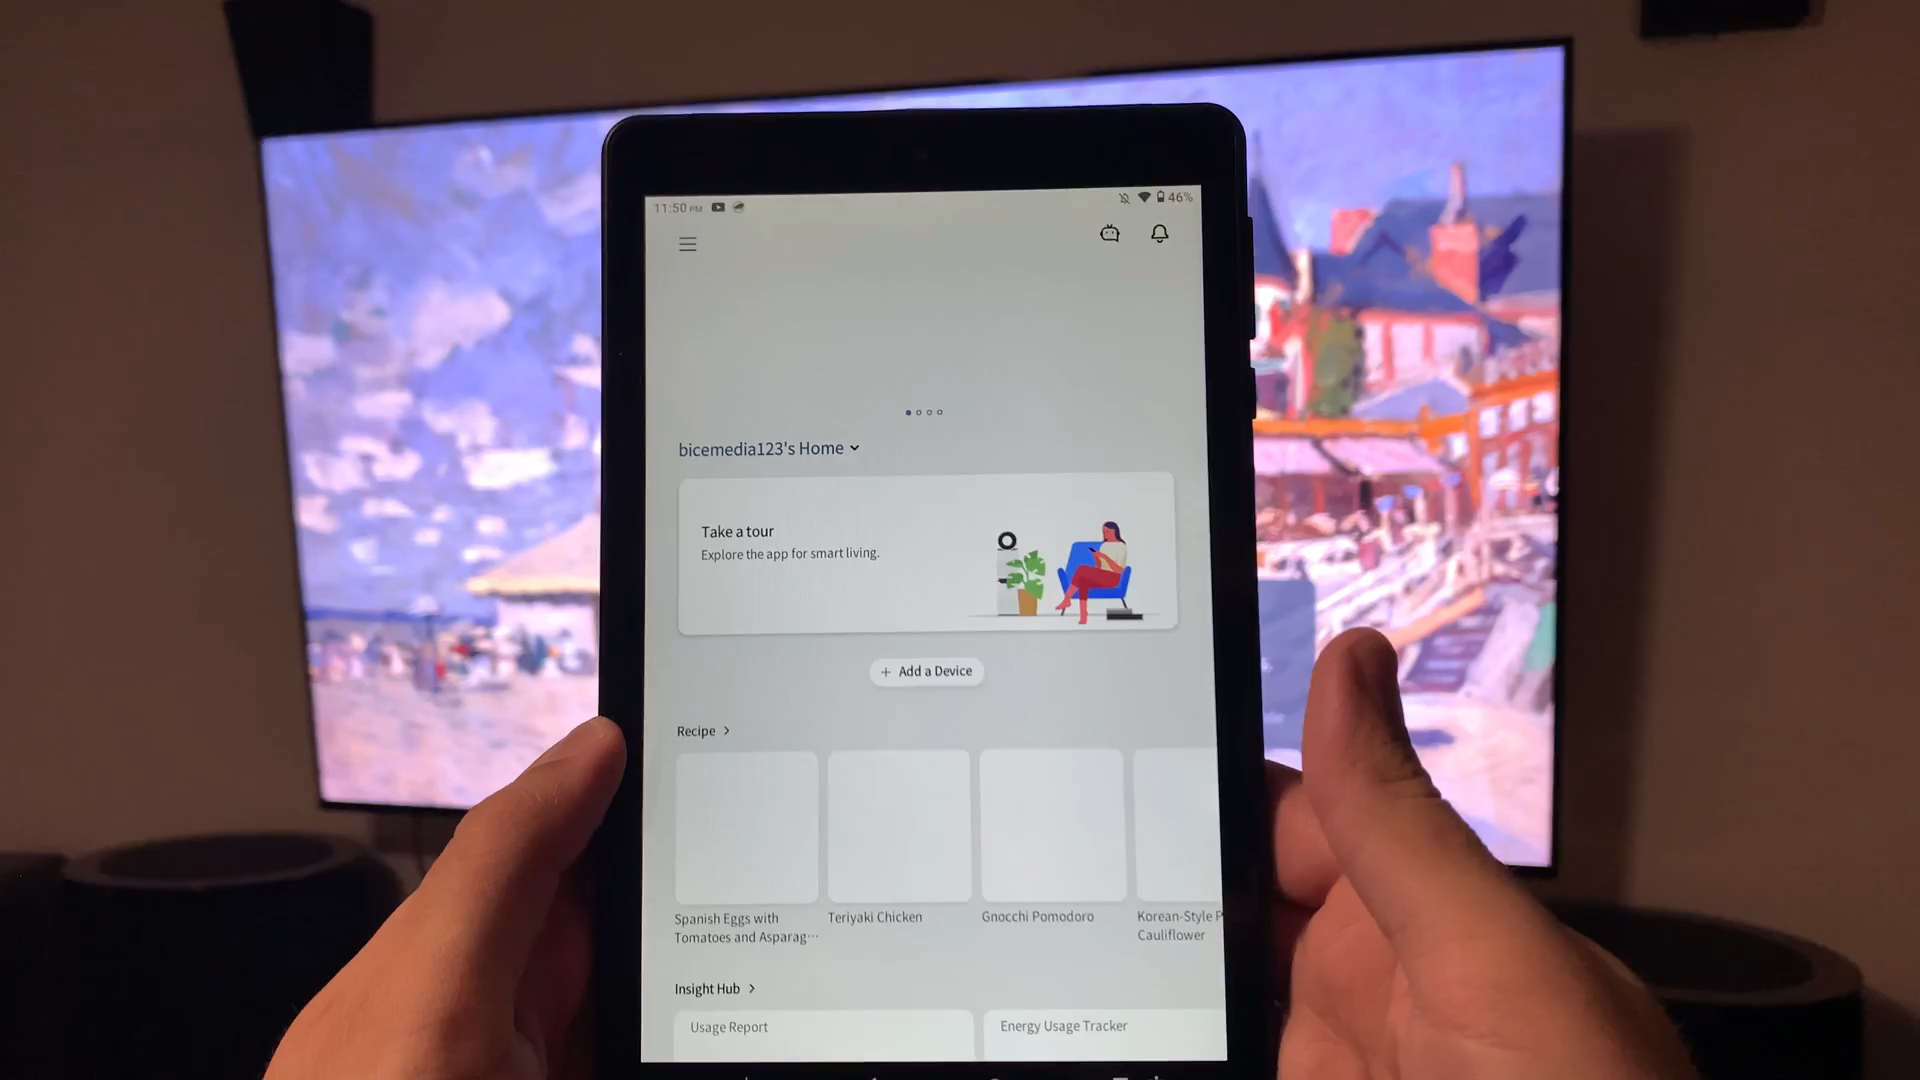 11:50 PM
46%
bicemedia123's Home
Take a tour
Explore the app for smart living.
+ Add a Device
Recipe >
Spanish Eggs with
Tomatoes and Asparag…
Teriyaki Chicken
Gnocchi Pomodoro
Korean-Style P
Cauliflower
Insight Hub >
Usage Report
Energy Usage Tracker